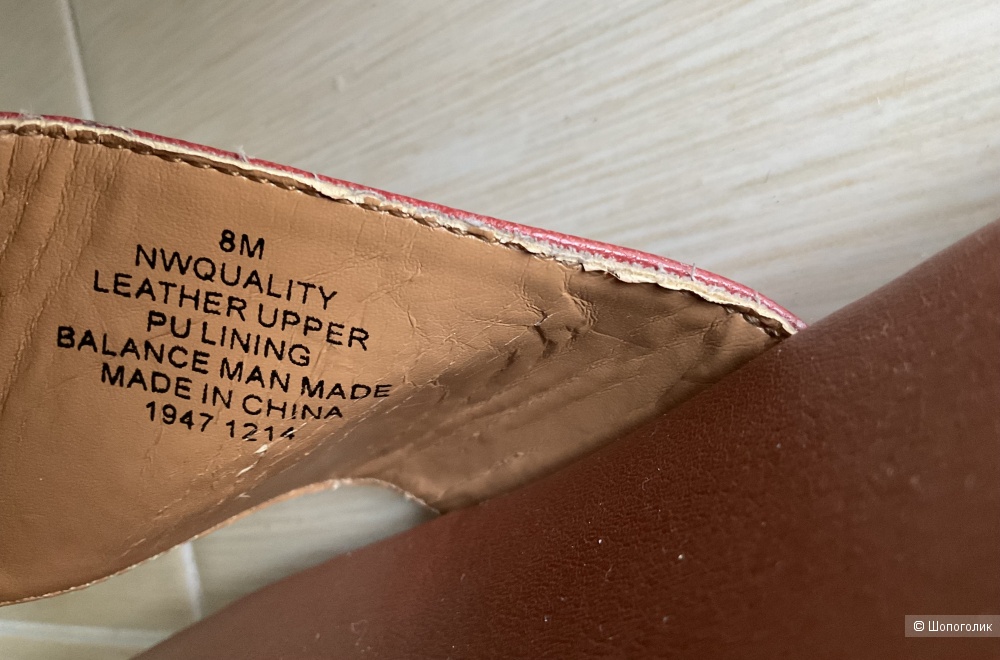 8M
NWQUALITY
LEATHER UPPER
PU LINING
BALANCE MAN MADE
MADE IN CHINA
1947 1214
© Шопоголик